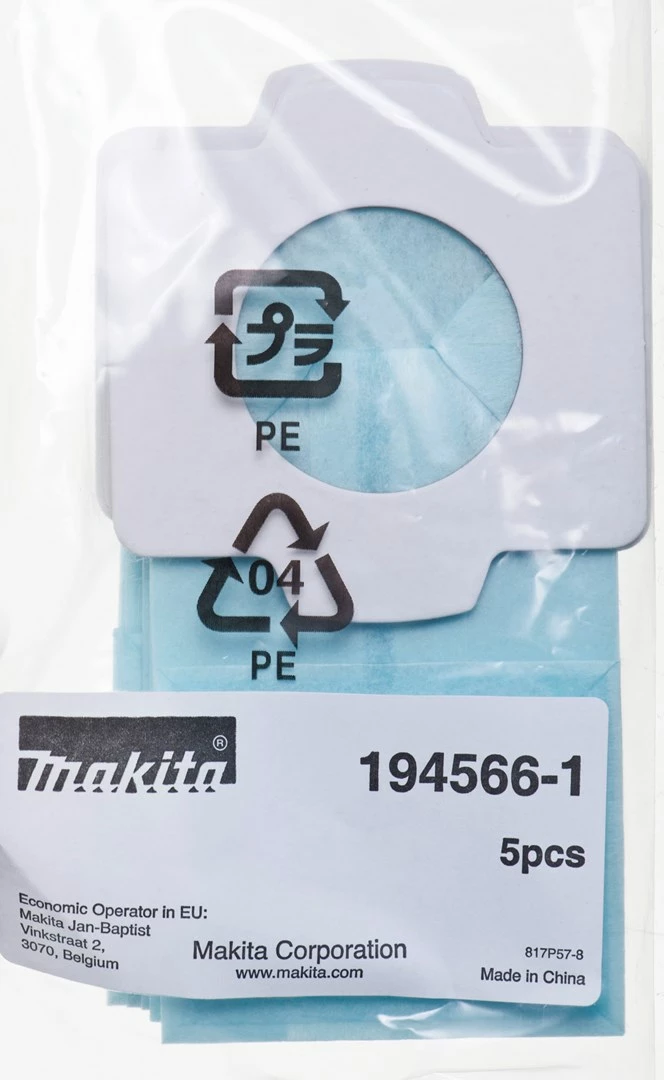 プラ
PE
04
PE
makita®
194566-1
5pcs
Economic Operator in EU:
Makita Jan-Baptist
Vinkstraat 2,
3070, Belgium
Makita Corporation
www.makita.com
817P57-8
Made in China